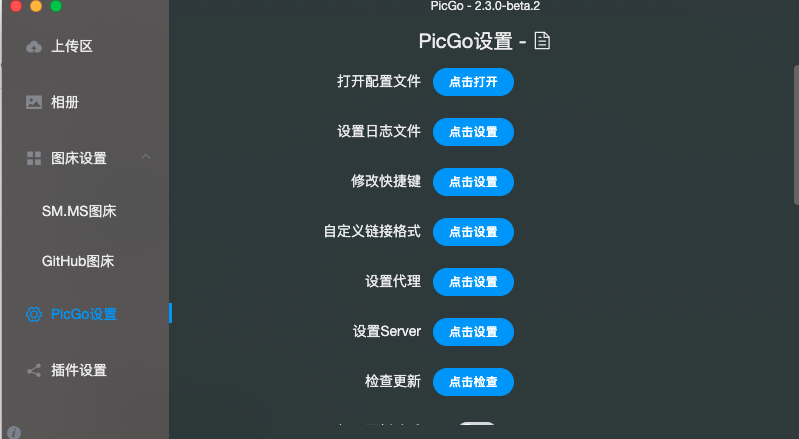 PicGo - 2.3.0-beta.2
上传区
相册
图床设置
SM.MS图床
GitHub图床
PicGo设置
插件设置
PicGo设置 -
打开配置文件 点击打开
设置日志文件 点击设置
修改快捷键 点击设置
自定义链接格式 点击设置
设置代理 点击设置
设置Server 点击设置
检查更新 点击检查